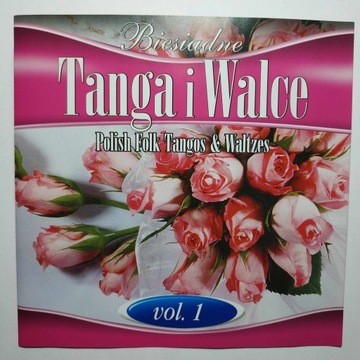 Biesiadne
Tanga i Walce
Polish Folk Tangos & Waltzes
vol. 1